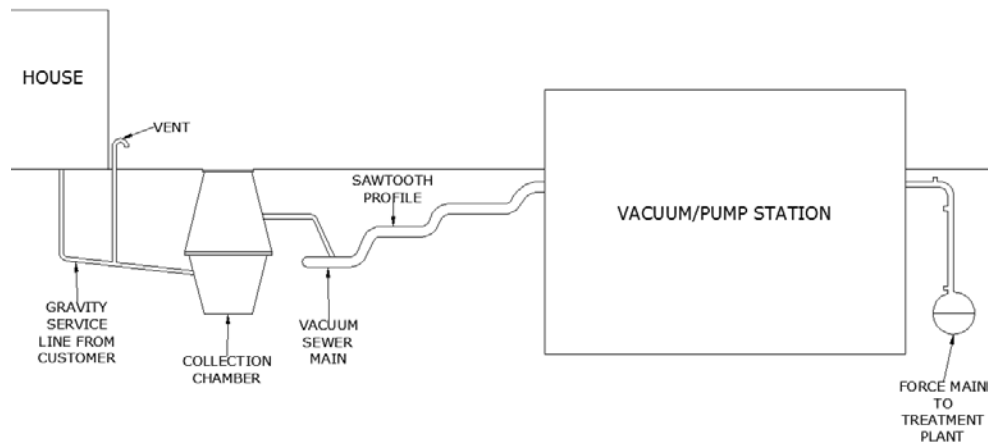 HOUSE
VENT
SAWTOOTH
PROFILE
VACUUM/PUMP STATION
GRAVITY
SERVICE
LINE FROM
CUSTOMER
COLLECTION
CHAMBER
VACUUM
SEWER
MAIN
FORCE MAIN
TO
TREATMENT
PLANT